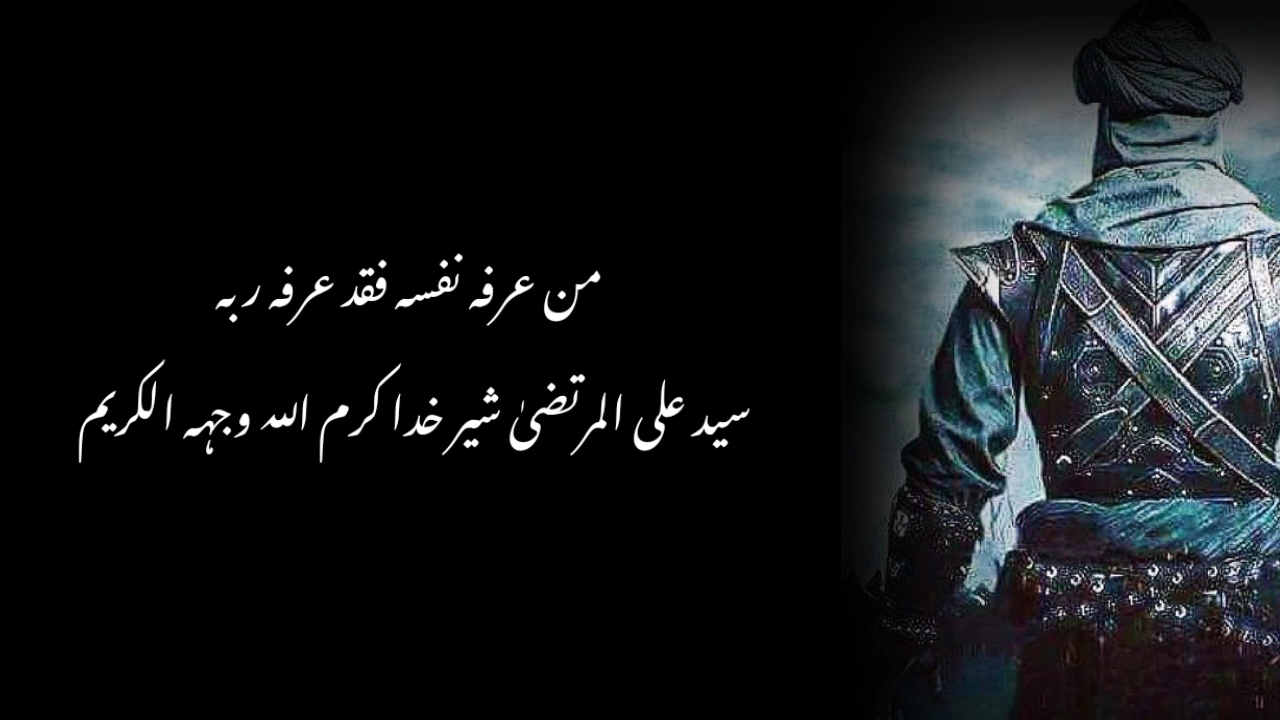 من عرفہ نفسہ فقد عرفہ ربہ
سید علی المرتضیٰ شیر خدا کرم اللہ وجہہ الکریم